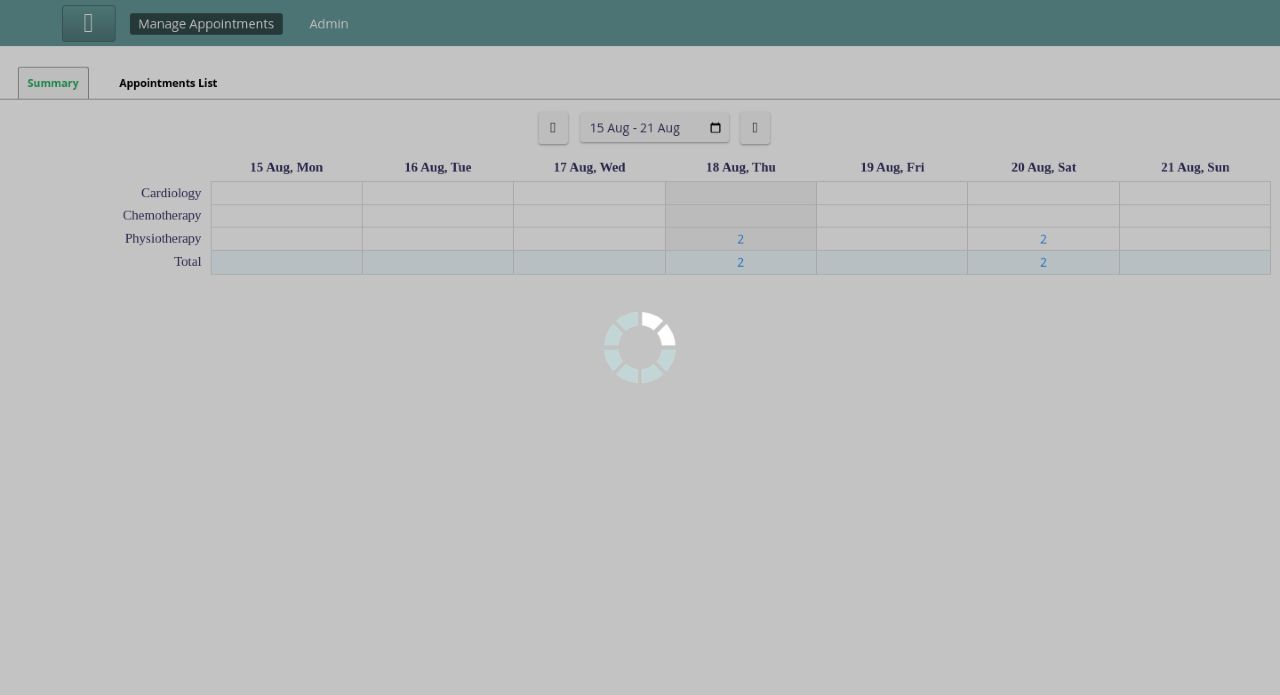 Manage Appointments Admin
Summary Appointments List
15 Aug - 21 Aug
15 Aug, Mon 16 Aug, Tue 17 Aug, Wed 18 Aug, Thu 19 Aug, Fri 20 Aug, Sat 21 Aug, Sun
Cardiology
Chemotherapy
Physiotherapy 2 2
Total 2 2